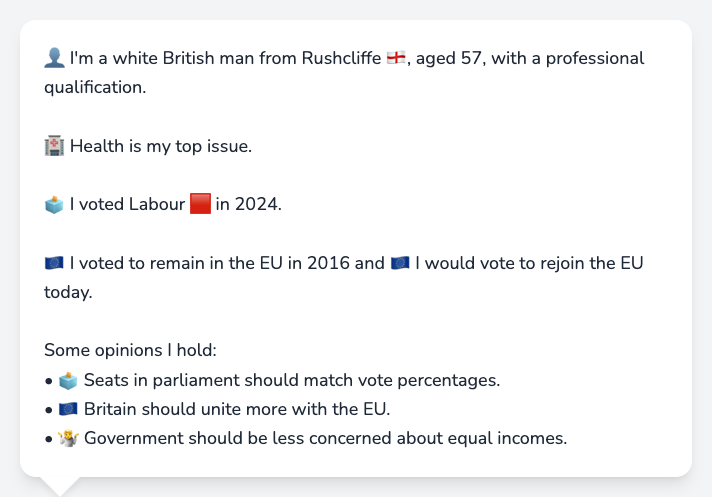 👤 I'm a white British man from Rushcliffe 🏴󠁧󠁢󠁥󠁮󠁧󠁿, aged 57, with a professional
qualification.
🏥 Health is my top issue.
🗳️ I voted Labour 🟥 in 2024.
🇪🇺 I voted to remain in the EU in 2016 and 🇪🇺 I would vote to rejoin the EU
today.
Some opinions I hold:
• 🗳️ Seats in parliament should match vote percentages.
• 🇪🇺 Britain should unite more with the EU.
• 🤷 Government should be less concerned about equal incomes.